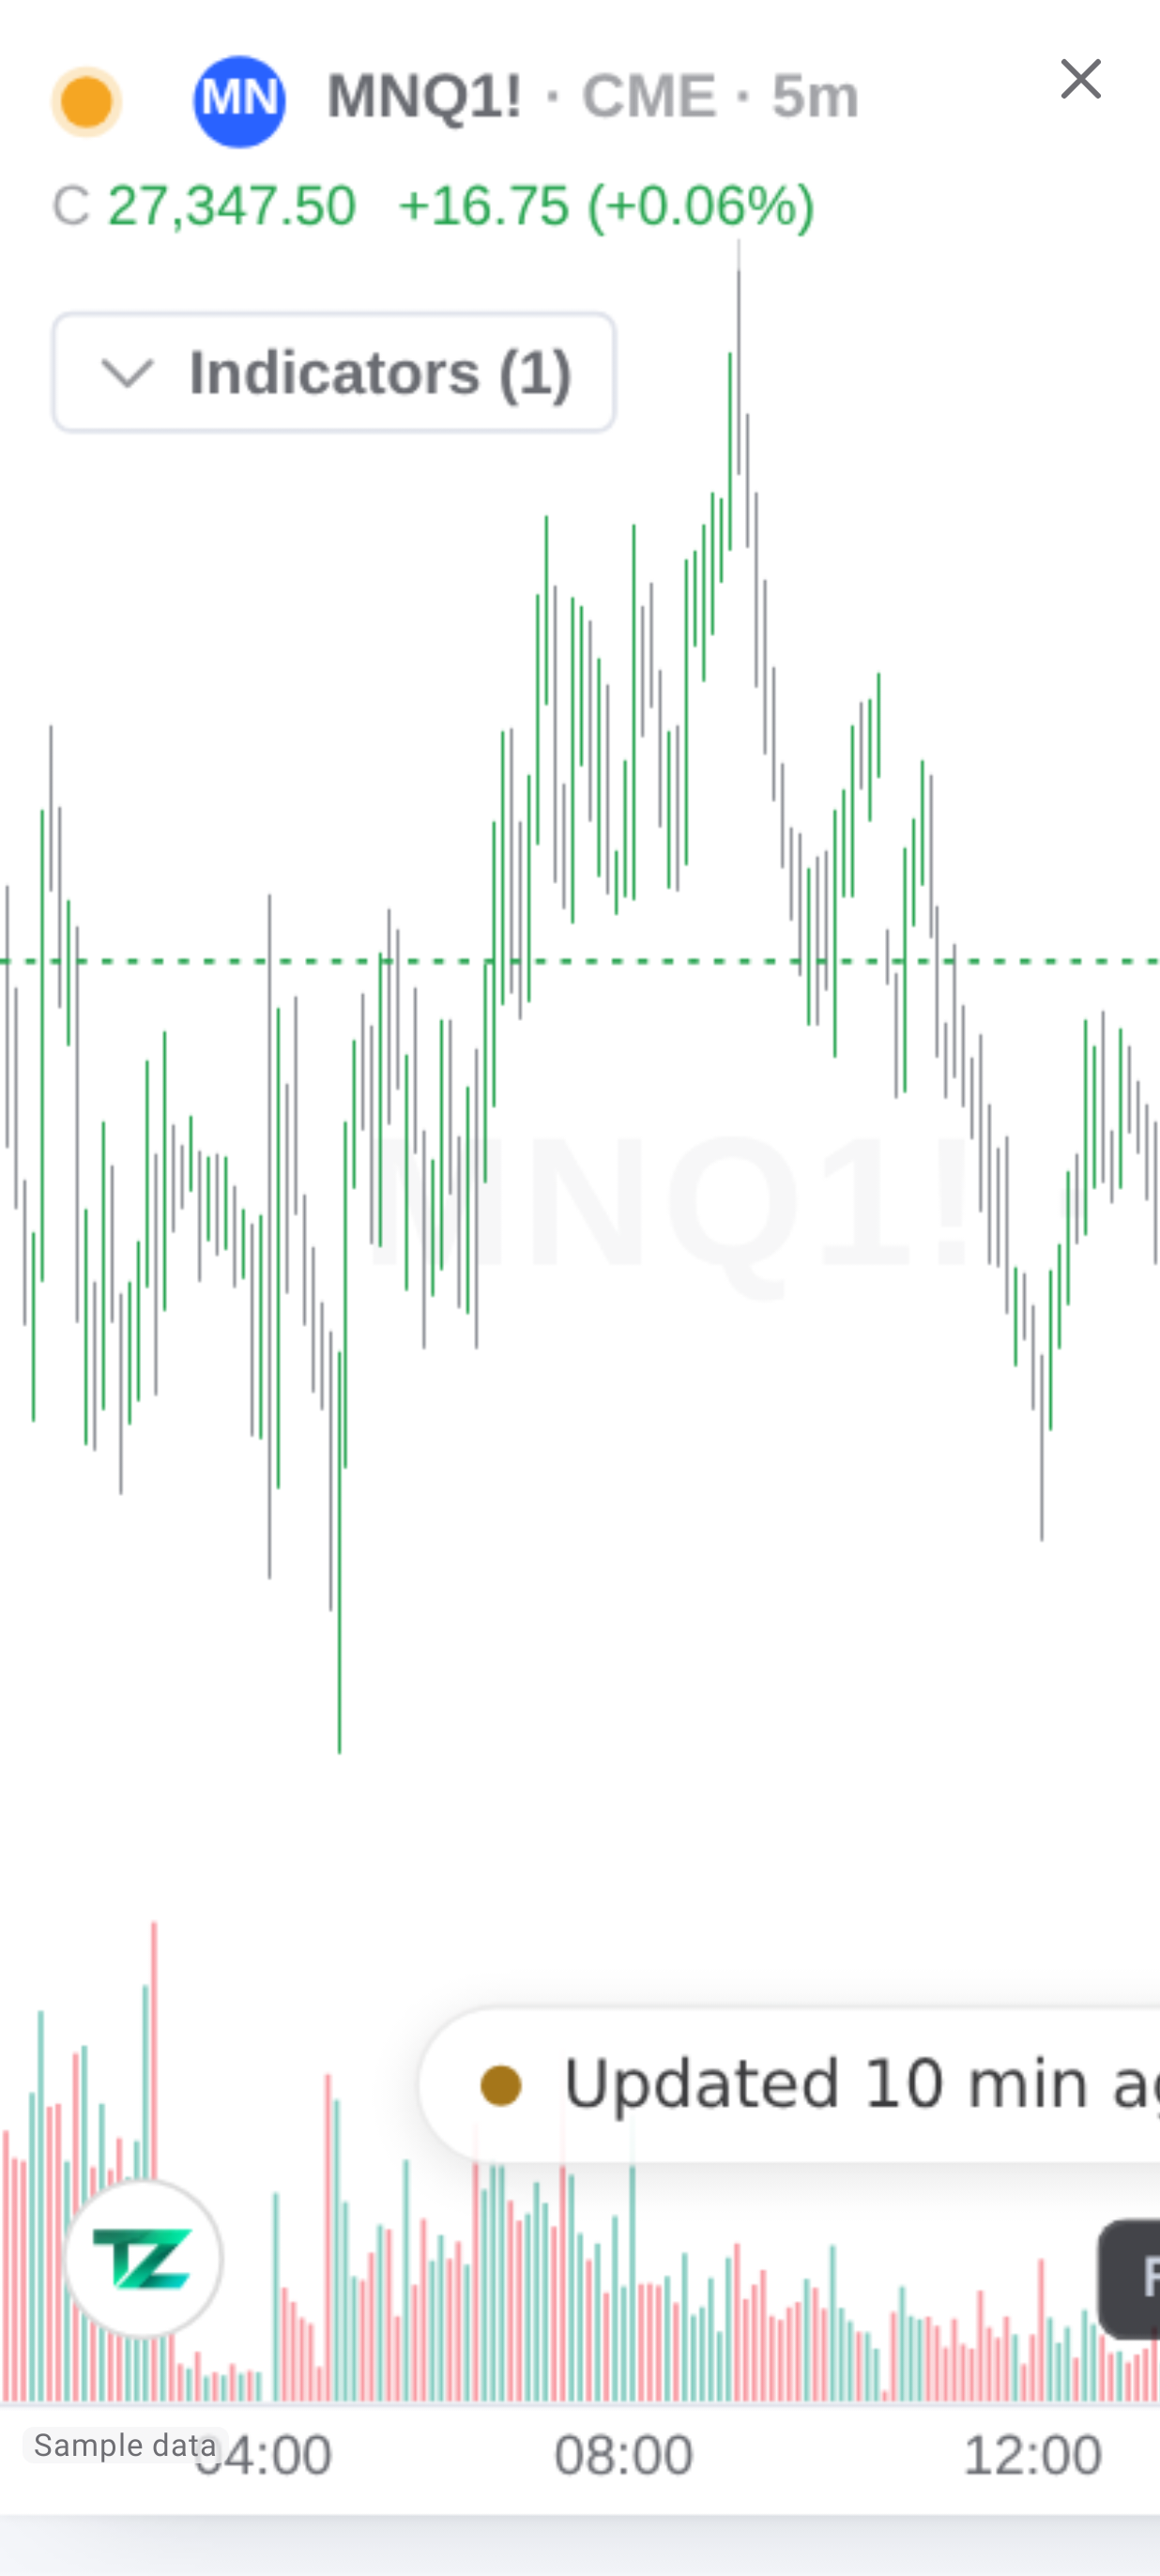 MN MNQ1! · CME · 5m
C 27,347.50 +16.75 (+0.06%)
Indicators (1)
MNQ1!
Updated 10 min
TZ
Sample data
04:00 08:00 12:00